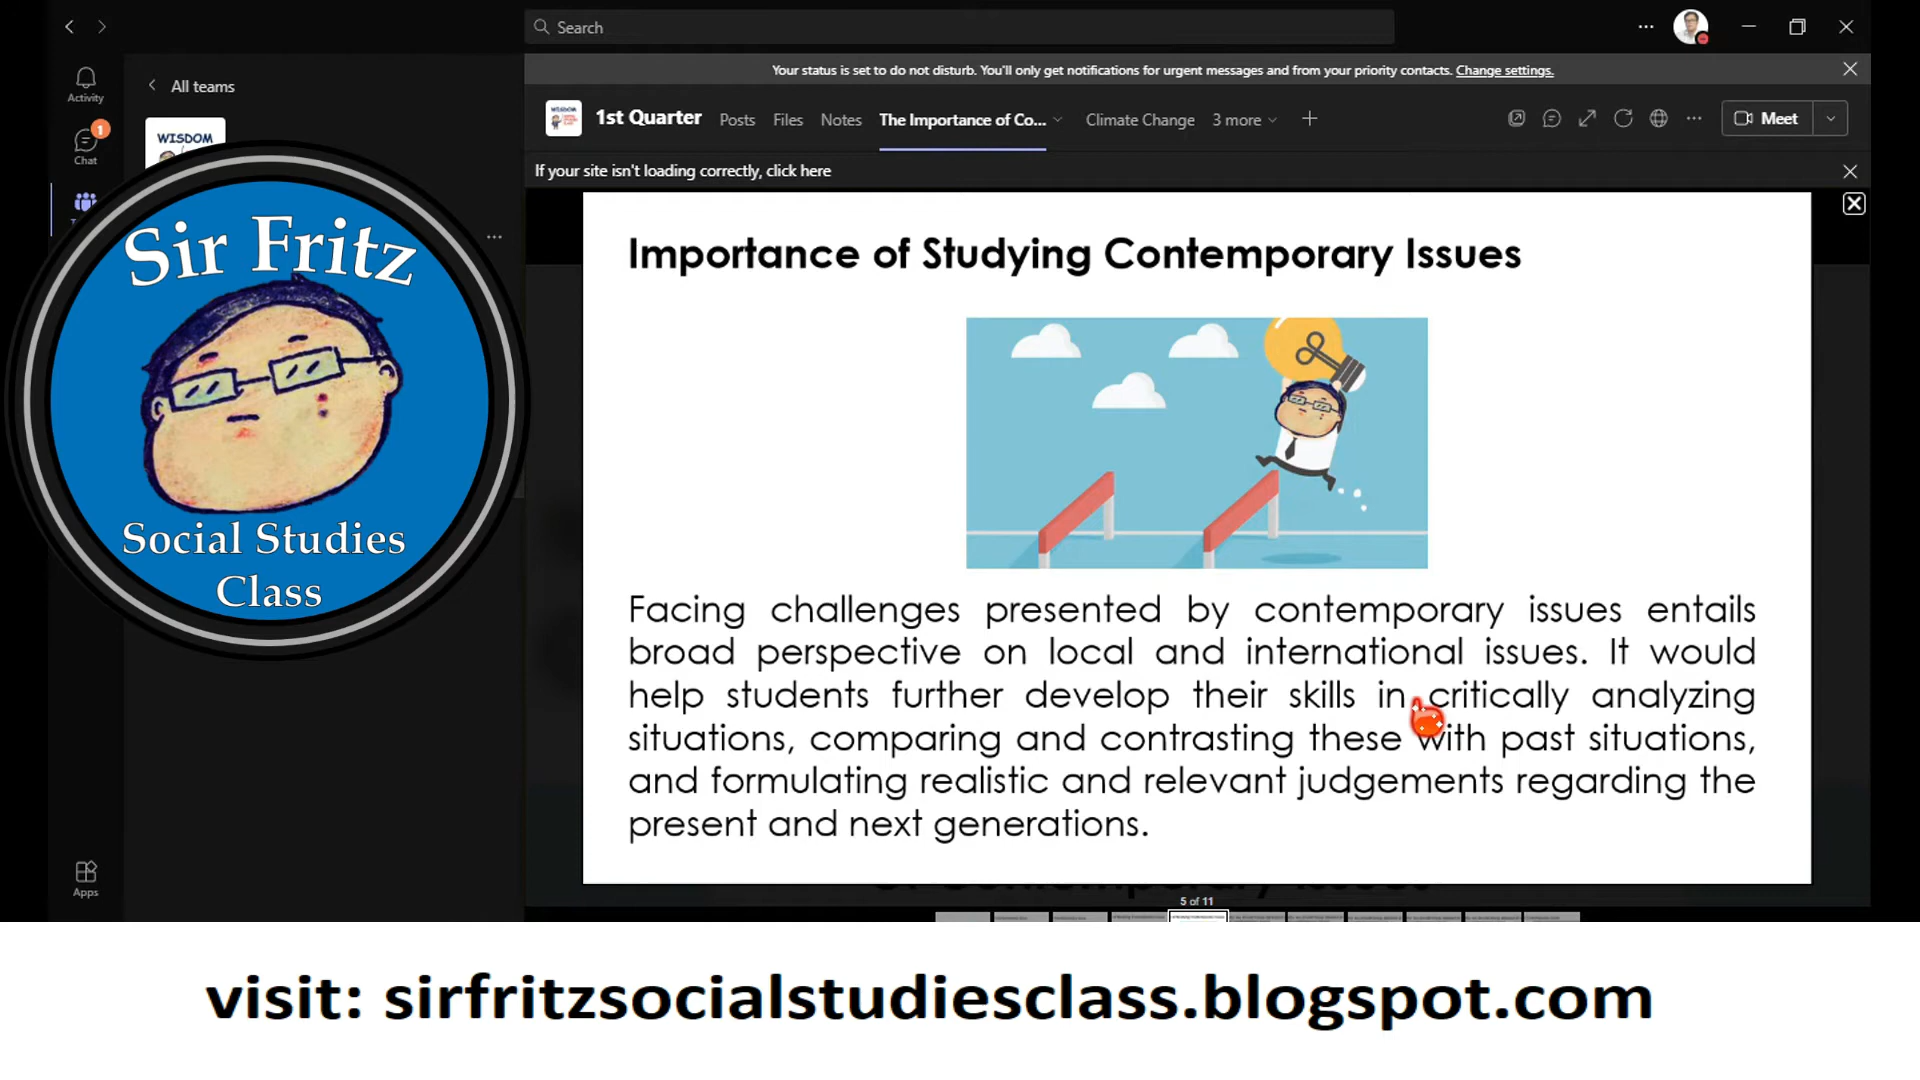 Search
Your status is set to do not disturb. You'll only get notifications for urgent messages and from your priority contacts. Change settings.
Activity
All teams
1st Quarter Posts Files Notes The Importance of Co... Climate Change 3 more Meet
1
Chat
WISDOM
WISDOM
If your site isn't loading correctly, click here
Sir Fritz
Social Studies
Class
Importance of Studying Contemporary Issues
Facing challenges presented by contemporary issues entails
broad perspective on local and international issues. It would
help students further develop their skills in critically analyzing
situations, comparing and contrasting these with past situations,
and formulating realistic and relevant judgements regarding the
present and next generations.
Apps
5 of 11
visit: sirfritzsocialstudiesclass.blogspot.com